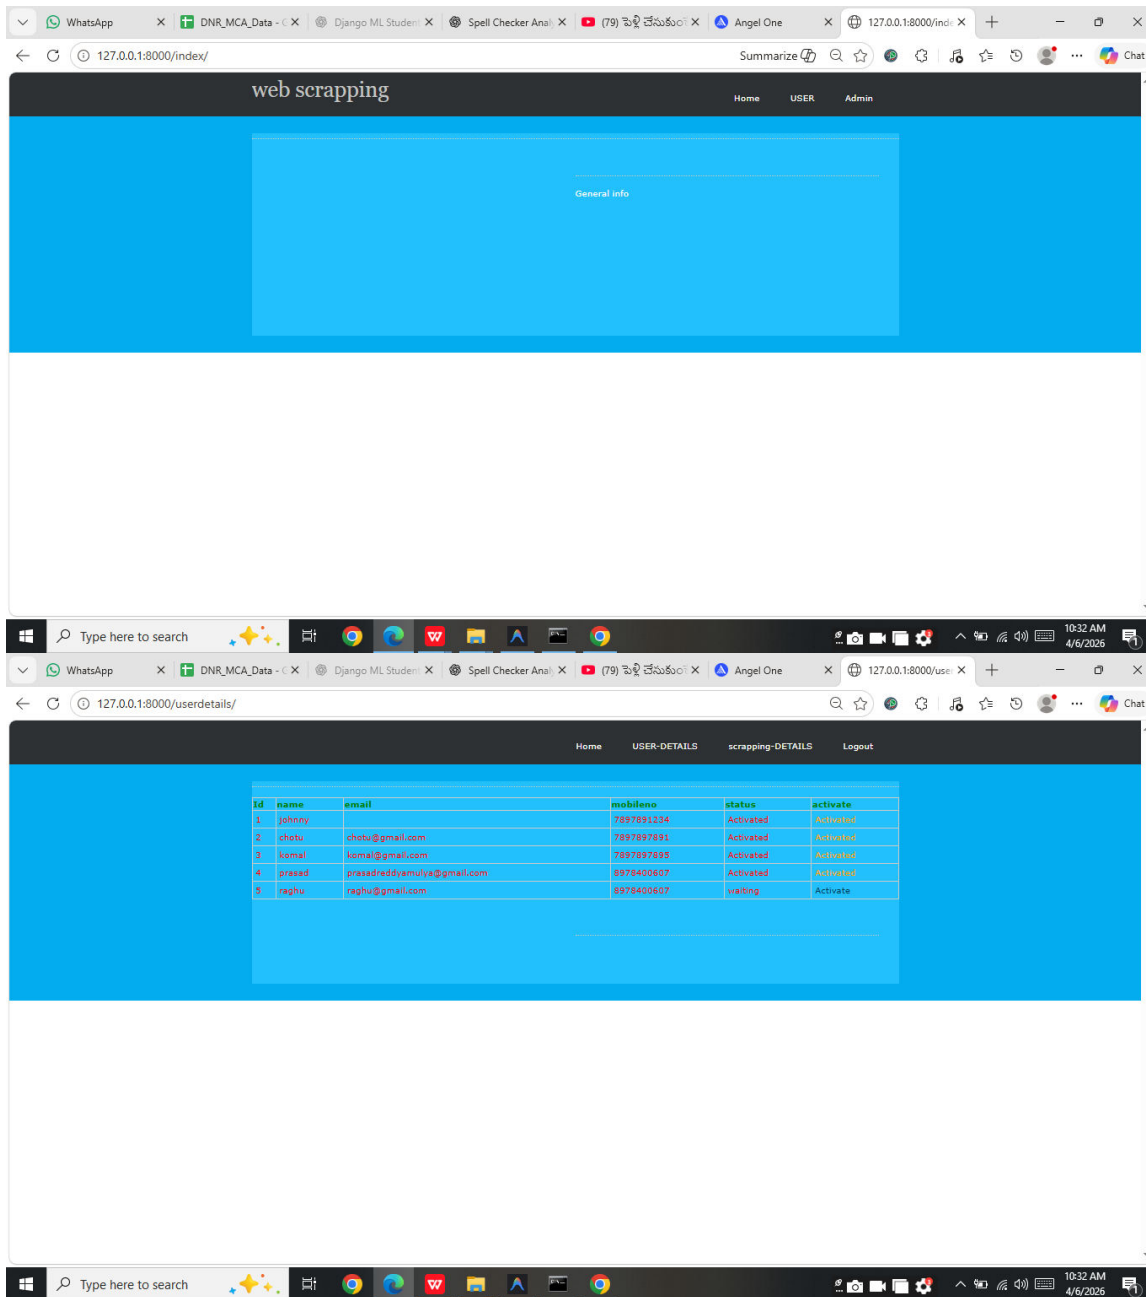 WhatsApp DNR_MCA_Data - Django ML Student Spell Checker Analy (79) పెళ్లి చేసుకుం Angel One 127.0.0.1:8000/inde
127.0.0.1:8000/index/ Summarize Chat
web scrapping
Home USER Admin
General info
Type here to search 10:32 AM
4/6/2026
WhatsApp DNR_MCA_Data - Django ML Student Spell Checker Analy (79) పెళ్లి చేసుకుం Angel One 127.0.0.1:8000/use
127.0.0.1:8000/userdetails/ Chat
Home USER-DETAILS scrapping-DETAILS Logout
Id name email mobileno status activate
1 johnny 7897891234 Activated Activated
2 chotu chotu@gmail.com 7897897891 Activated Activated
3 komal komal@gmail.com 7897897895 Activated Activated
4 prasad prasadreddyamulya@gmail.com 8978400607 Activated Activated
5 raghu raghu@gmail.com 8978400607 waiting Activate
Type here to search 10:32 AM
4/6/2026